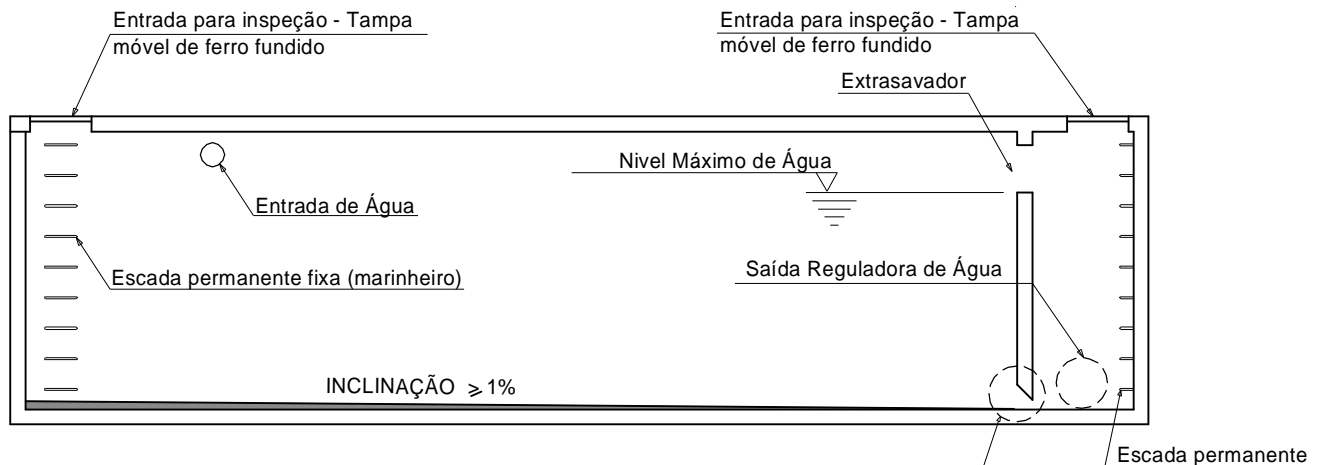 Entrada para inspeção - Tampa
móvel de ferro fundido
Entrada para inspeção - Tampa
móvel de ferro fundido
Extrasavador
Nivel Máximo de Água
Entrada de Água
Saída Reguladora de Água
Escada permanente fixa (marinheiro)
INCLINAÇÃO ⩾ 1%
Escada permanente